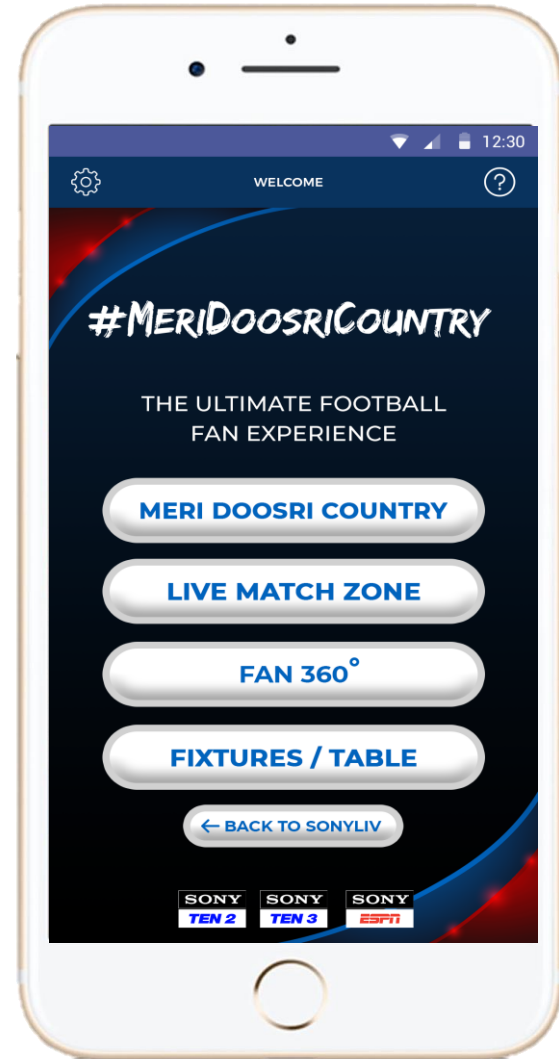 12:30
WELCOME
?
#MERIDOOSRICOUNTRY
THE ULTIMATE FOOTBALL
FAN EXPERIENCE
MERI DOOSRI COUNTRY
LIVE MATCH ZONE
FAN 360°
FIXTURES / TABLE
← BACK TO SONYLIV
SONY TEN 2
SONY TEN 3
SONY ESPN